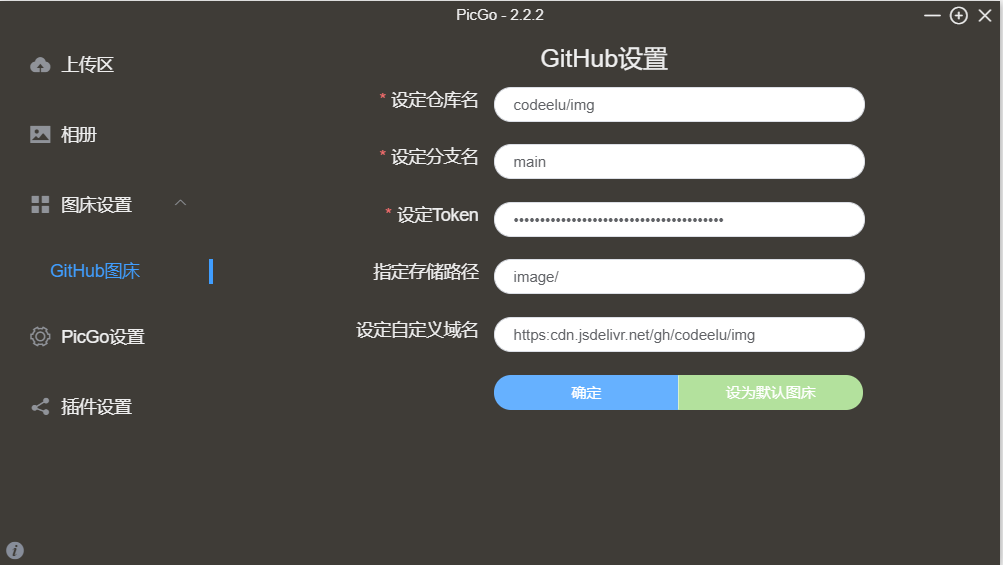 PicGo - 2.2.2
上传区
相册
图床设置
GitHub图床
PicGo设置
插件设置
GitHub设置
* 设定仓库名 codeelu/img
* 设定分支名 main
* 设定Token ••••••••••••••••••••••••••••••••••••••••
指定存储路径 image/
设定自定义域名 https:cdn.jsdelivr.net/gh/codeelu/img
确定 设为默认图床